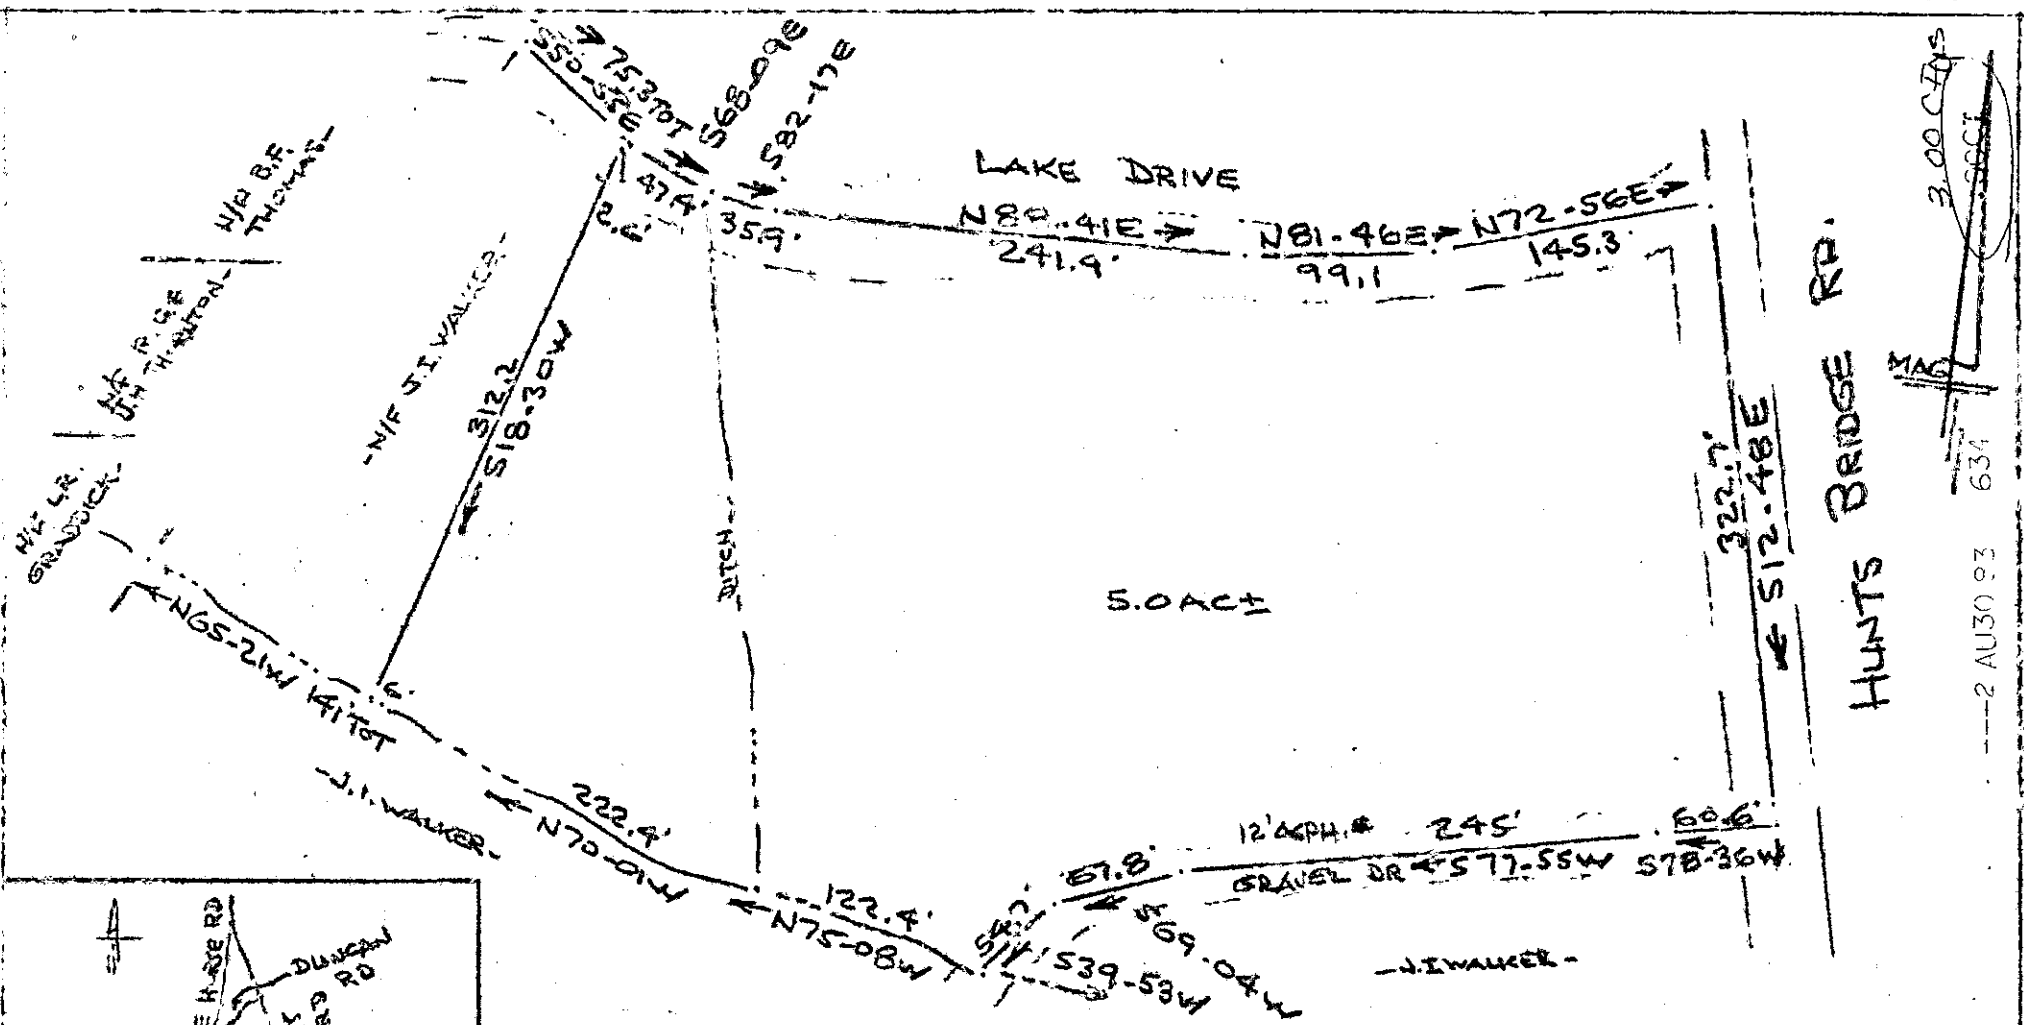 S68-09E
S82-17E
75.3 TOT
S50-55E
47.4'
2.6'
35.9'
LAKE DRIVE
N89-41E
241.9'
N81-46E
99.1
N72-56E
145.3'
3.00 CTYS
MAG
634
---2 AU30 83
N/F B.F.
THOMAS-
-N/F J.I. WALKER-
N/F L.R.
GRADDICK-
312.2
S18-30W
DITCH
5.0 AC±
322.7'
S12-48E
HUNTS BRIDGE RD.
N65-21W
141 TOT
6'
-J.I. WALKER-
222.4'
N70-01W
122.4'
N75-08W
S39-53W
67.8'
S69-04W
12' ASPH. &
GRAVEL DR
245'
S77-55W
60.6'
S78-36W
-J.I WALKER-
DUNCAN
RD